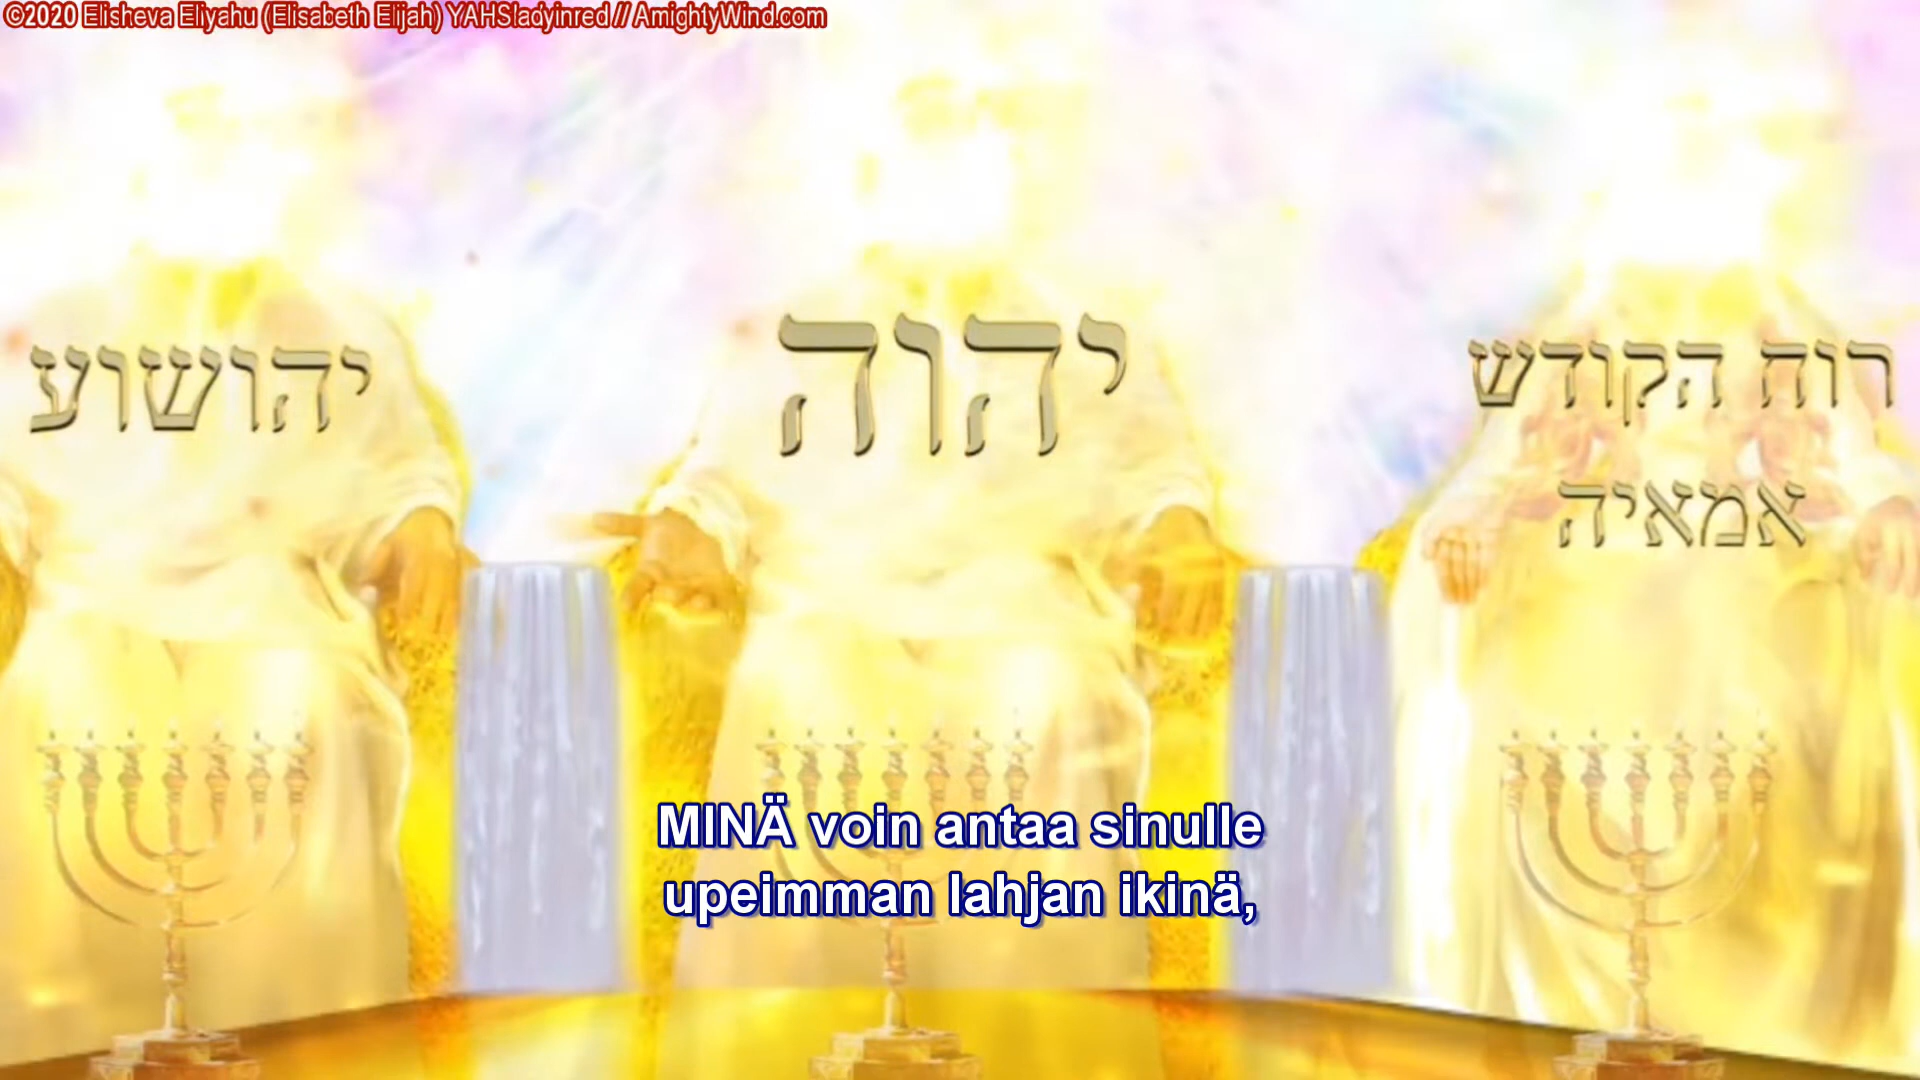 ©2020 Elisheva Eliyahu (Elisabeth Elijah) YAHSladyinred // AmightyWind.com
יהושוע
יהוה
רוח הקודש
אמאיה
MINÄ voin antaa sinulle
upeimman lahjan ikinä,